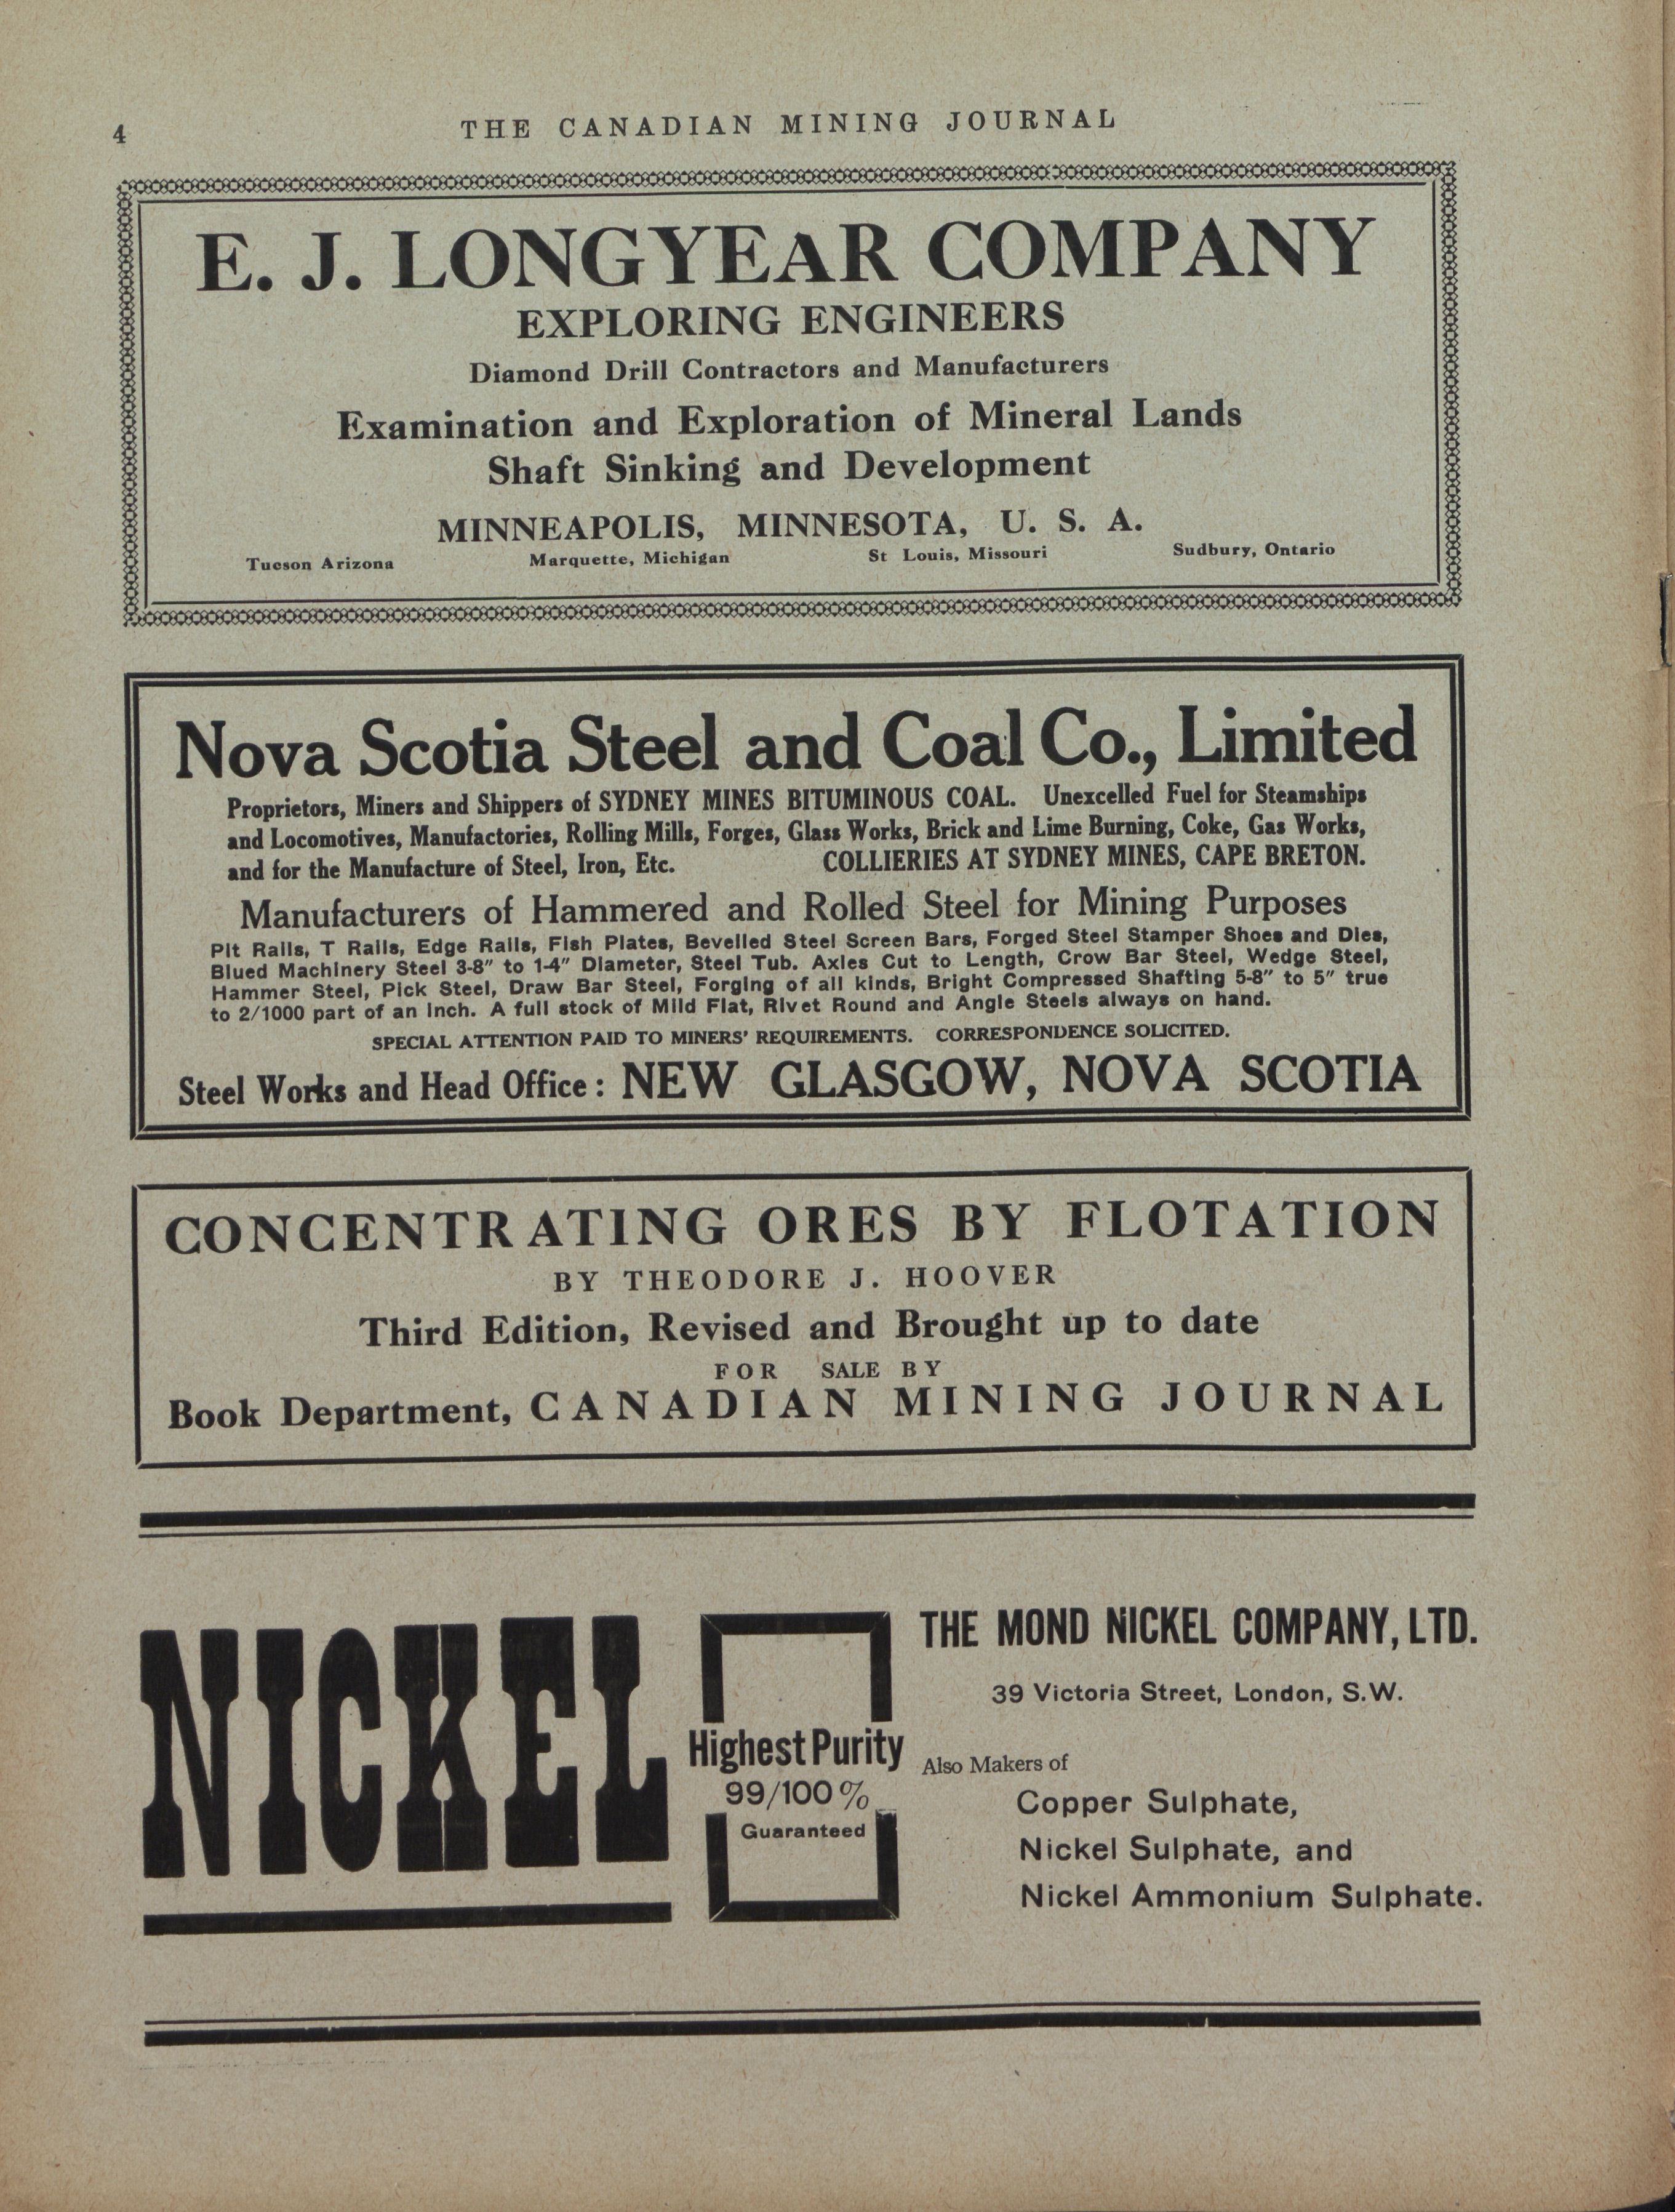 4
THE CANADIAN MINING JOURNAL
E. J. LONGYEAR COMPANY
EXPLORING ENGINEERS
Diamond Drill Contractors and Manufacturers
Examination and Exploration of Mineral Lands
Shaft Sinking and Development
MINNEAPOLIS, MINNESOTA, U. S. A.
Tucson Arizona Marquette, Michigan St Louis, Missouri Sudbury, Ontario
Nova Scotia Steel and Coal Co., Limited
Proprietors, Miners and Shippers of SYDNEY MINES BITUMINOUS COAL. Unexcelled Fuel for Steamships
and Locomotives, Manufactories, Rolling Mills, Forges, Glass Works, Brick and Lime Burning, Coke, Gas Works,
and for the Manufacture of Steel, Iron, Etc. COLLIERIES AT SYDNEY MINES, CAPE BRETON.
Manufacturers of Hammered and Rolled Steel for Mining Purposes
Pit Rails, T Rails, Edge Rails, Fish Plates, Bevelled Steel Screen Bars, Forged Steel Stamper Shoes and Dies,
Blued Machinery Steel 3-8″ to 1-4″ Diameter, Steel Tub. Axles Cut to Length, Crow Bar Steel, Wedge Steel,
Hammer Steel, Pick Steel, Draw Bar Steel, Forging of all kinds, Bright Compressed Shafting 5-8″ to 5″ true
to 2/1000 part of an Inch. A full stock of Mild Flat, Rivet Round and Angle Steels always on hand.
SPECIAL ATTENTION PAID TO MINERS' REQUIREMENTS. CORRESPONDENCE SOLICITED.
Steel Works and Head Office: NEW GLASGOW, NOVA SCOTIA
CONCENTRATING ORES BY FLOTATION
BY THEODORE J. HOOVER
Third Edition, Revised and Brought up to date
FOR SALE BY
Book Department, CANADIAN MINING JOURNAL
NICKEL
Highest Purity
99/100%
Guaranteed
THE MOND NICKEL COMPANY, LTD.
39 Victoria Street, London, S.W.
Also Makers of
Copper Sulphate,
Nickel Sulphate, and
Nickel Ammonium Sulphate.